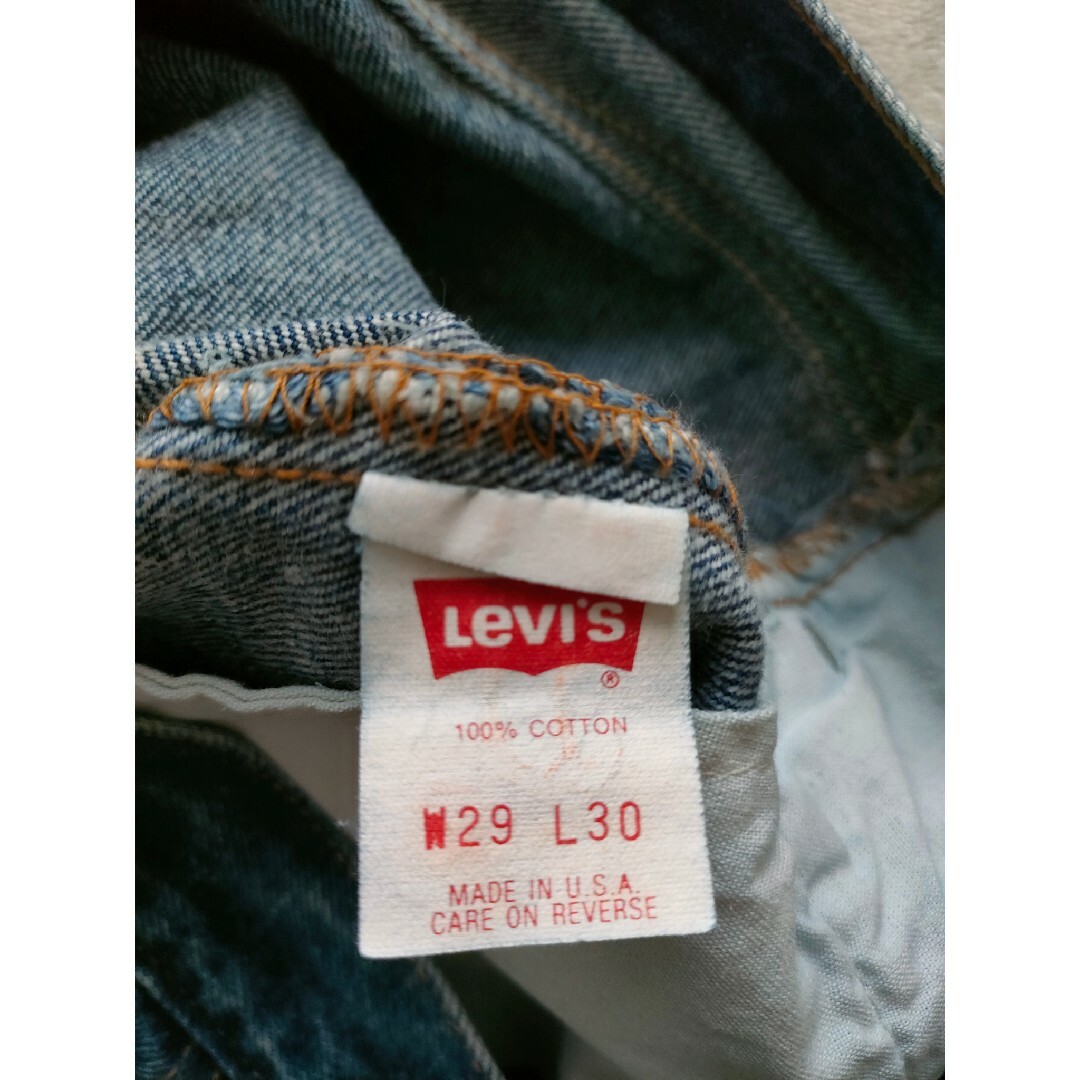 Levi's®
100% COTTON
W29 L30
MADE IN U.S.A.
CARE ON REVERSE